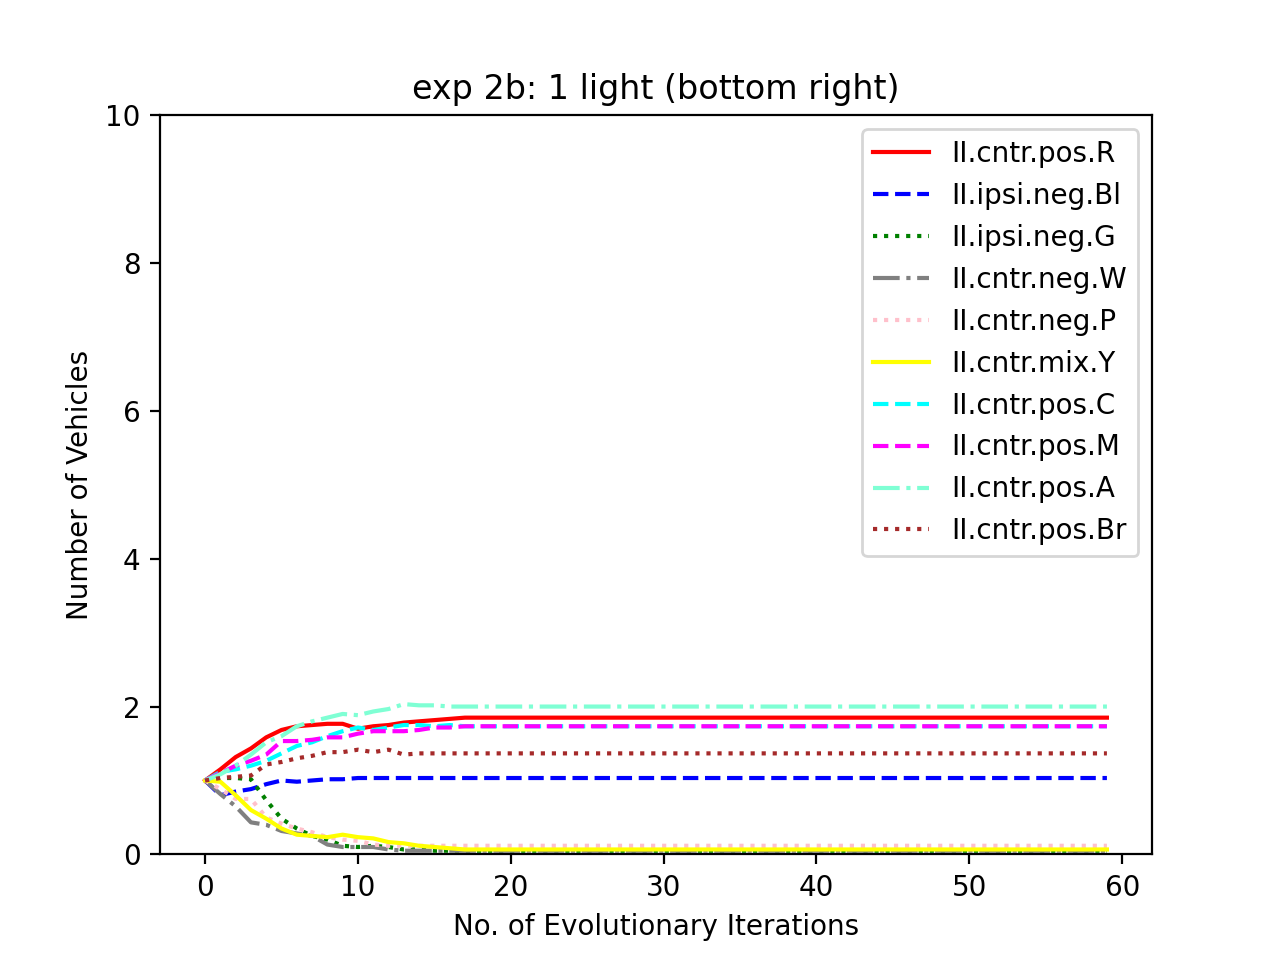 exp 2b: 1 light (bottom right)
10
8
6
4
2
0
Number of Vehicles
II.cntr.pos.R
II.ipsi.neg.Bl
II.ipsi.neg.G
II.cntr.neg.W
II.cntr.neg.P
II.cntr.mix.Y
II.cntr.pos.C
II.cntr.pos.M
II.cntr.pos.A
II.cntr.pos.Br
0 10 20 30 40 50 60
No. of Evolutionary Iterations